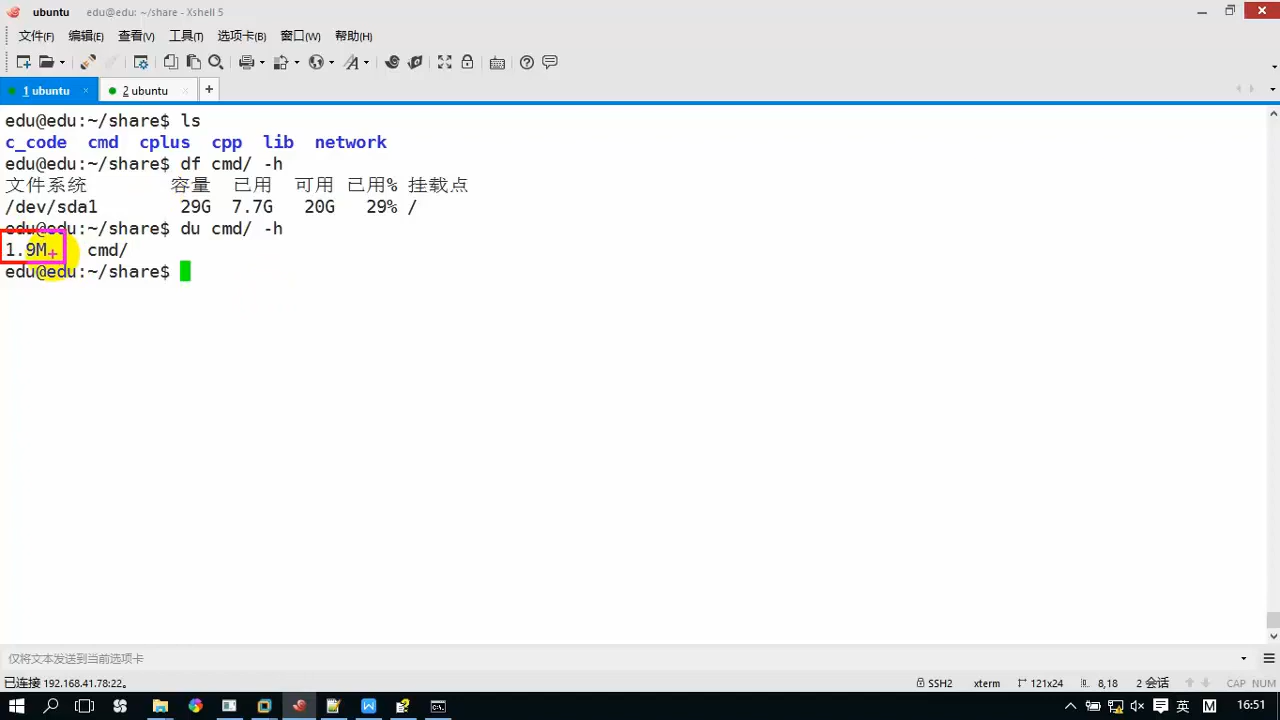 ubuntu edu@edu: ~/share - Xshell 5
文件(F) 编辑(E) 查看(V) 工具(T) 选项卡(B) 窗口(W) 帮助(H)
1 ubuntu × 2 ubuntu × +
edu@edu:~/share$ ls
c_code cmd cplus cpp lib network
edu@edu:~/share$ df cmd/ -h
文件系统 容量 已用 可用 已用% 挂载点
/dev/sda1 29G 7.7G 20G 29% /
edu@edu:~/share$ du cmd/ -h
1.9M cmd/
edu@edu:~/share$
仅将文本发送到当前选项卡
已连接 192.168.41.78:22。 SSH2 xterm 121x24 8,18 2 会话 CAP NUM
英 M 16:51